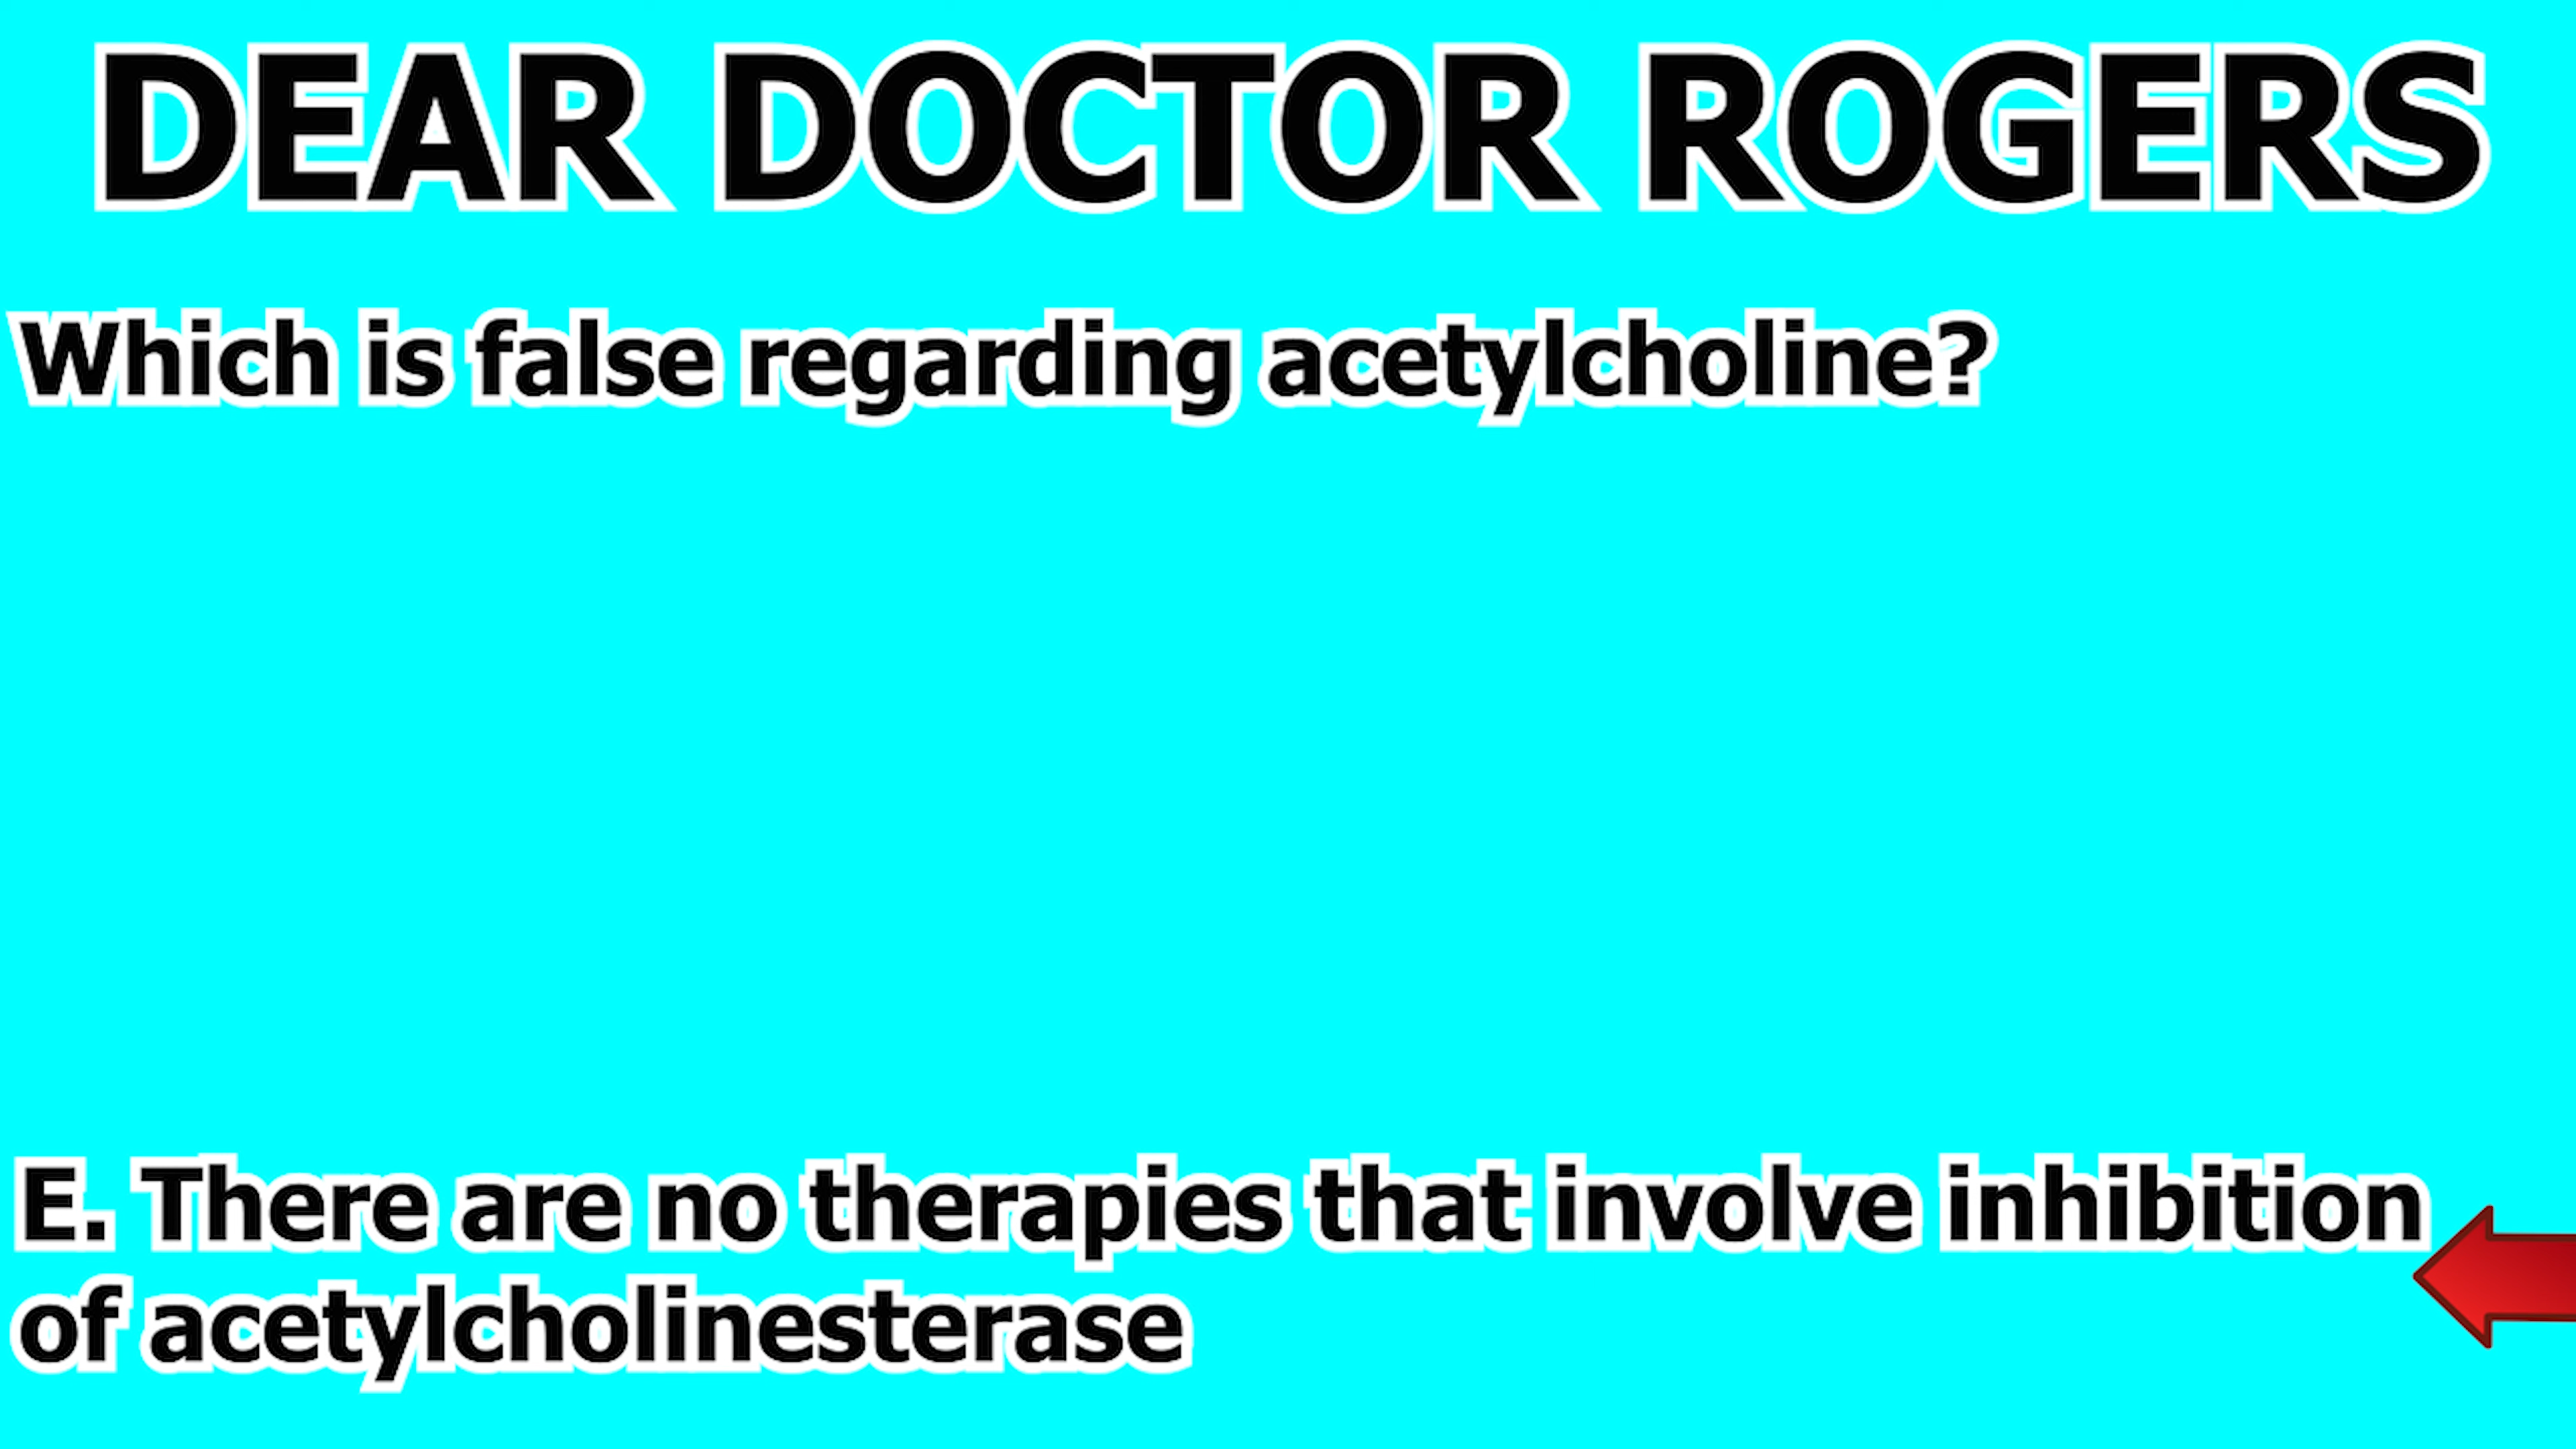 DEAR DOCTOR ROGERS
Which is false regarding acetylcholine?
E. There are no therapies that involve inhibition
of acetylcholinesterase